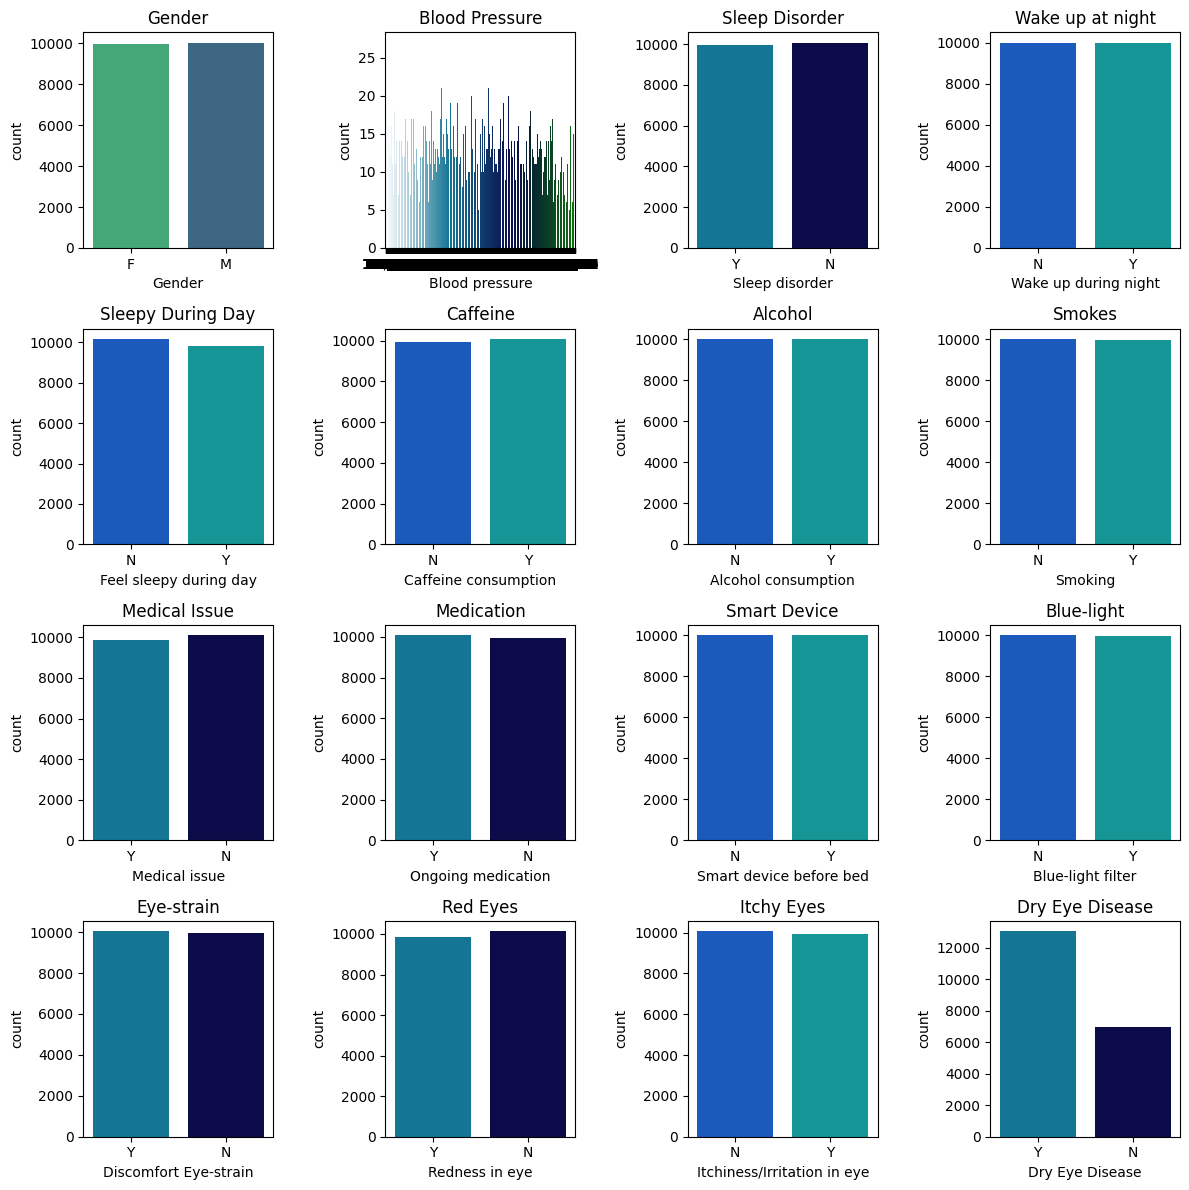 Gender
10000
8000
6000
4000
2000
0
count
F M
Gender
Blood Pressure
25
20
15
10
5
0
count
Blood pressure
Sleep Disorder
10000
8000
6000
4000
2000
0
count
Y N
Sleep disorder
Wake up at night
10000
8000
6000
4000
2000
0
count
N Y
Wake up during night
Sleepy During Day
10000
8000
6000
4000
2000
0
count
N Y
Feel sleepy during day
Caffeine
10000
8000
6000
4000
2000
0
count
N Y
Caffeine consumption
Alcohol
10000
8000
6000
4000
2000
0
count
N Y
Alcohol consumption
Smokes
10000
8000
6000
4000
2000
0
count
N Y
Smoking
Medical Issue
10000
8000
6000
4000
2000
0
count
Y N
Medical issue
Medication
10000
8000
6000
4000
2000
0
count
Y N
Ongoing medication
Smart Device
10000
8000
6000
4000
2000
0
count
N Y
Smart device before bed
Blue-light
10000
8000
6000
4000
2000
0
count
N Y
Blue-light filter
Eye-strain
10000
8000
6000
4000
2000
0
count
Y N
Discomfort Eye-strain
Red Eyes
10000
8000
6000
4000
2000
0
count
Y N
Redness in eye
Itchy Eyes
10000
8000
6000
4000
2000
0
count
N Y
Itchiness/Irritation in eye
Dry Eye Disease
12000
10000
8000
6000
4000
2000
0
count
Y N
Dry Eye Disease